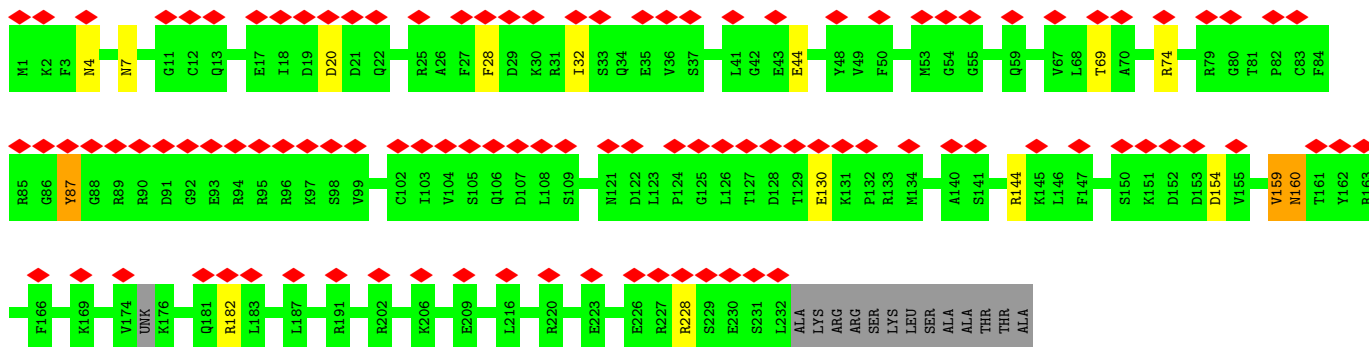 M1 K2 F3 N4 N7 G11 C12 Q13 E17 I18 D19 D20 D21 Q22 R25 A26 F27 F28 D29 K30 R31 I32 S33 Q34 E35 V36 S37 L41 G42 E43 E44 Y48 V49 F50 M53 G54 G55 Q59 V67 L68 T69 A70 R74 R79 G80 T81 P82 C83 F84
R85 G86 Y87 G88 R89 R90 D91 G92 E93 R94 R95 R96 K97 S98 V99 C102 I103 V104 S105 Q106 D107 L108 S109 N121 D122 L123 P124 G125 L126 T127 D128 T129 E130 K131 P132 R133 M134 A140 S141 R144 K145 L146 F147 S150 K151 D152 D153 D154 V155 V159 N160 T161 Y162 R163
F166 K169 V174 UNK K176 Q181 R182 L183 L187 R191 R202 K206 E209 L216 R220 E223 E226 R227 R228 S229 E230 S231 L232 ALA LYS ARG ARG SER LYS LEU SER ALA ALA THR THR ALA